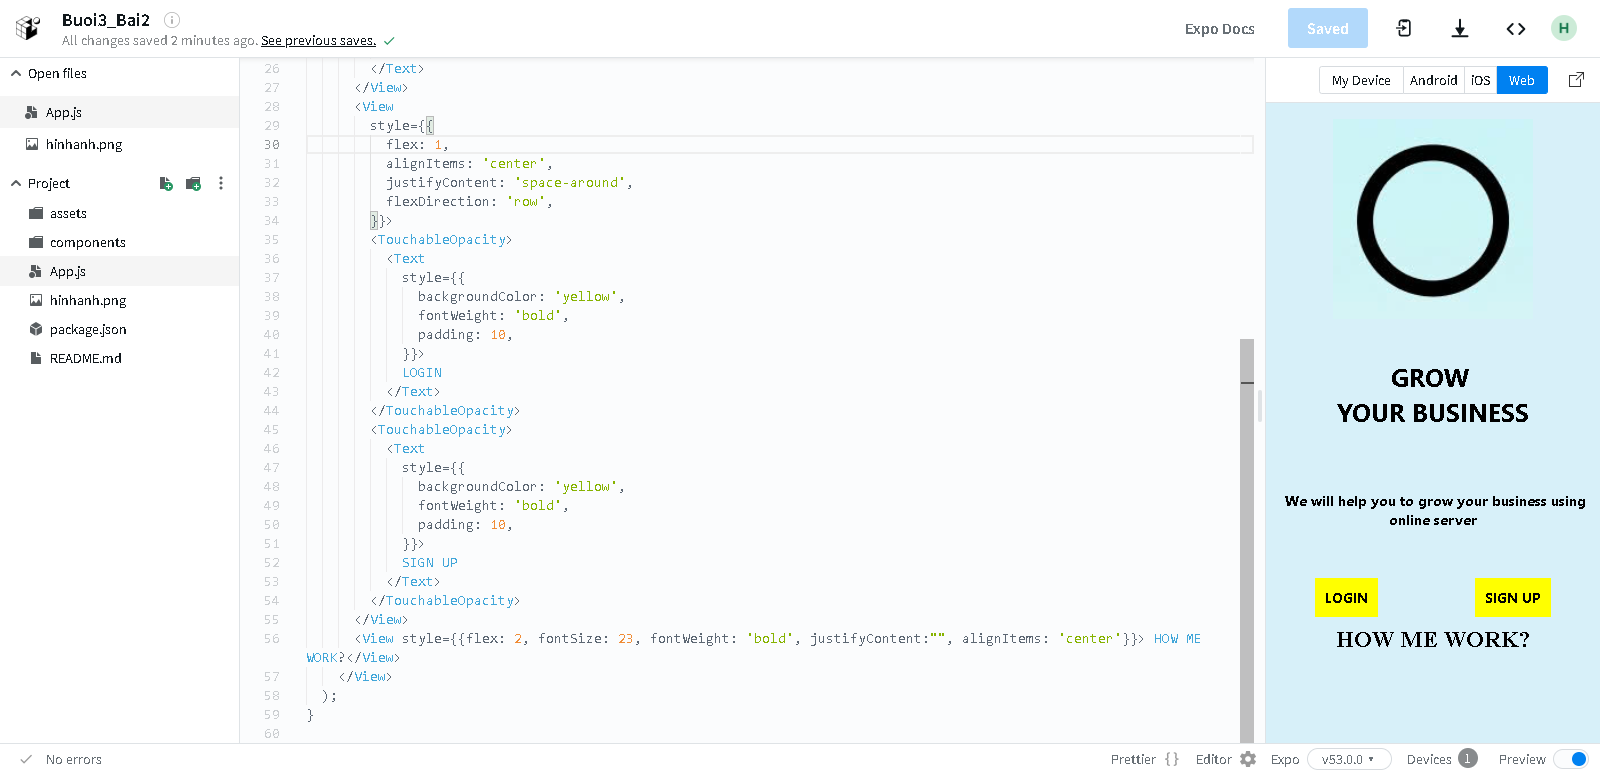 Buoi3_Bai2
All changes saved 2 minutes ago. See previous saves.
Expo Docs
Saved
H
Open files
App.js
hinhanh.png
Project
assets
components
App.js
hinhanh.png
package.json
README.md
26 </Text>
27 </View>
28 <View
29 style={{
30 flex: 1,
31 alignItems: 'center',
32 justifyContent: 'space-around',
33 flexDirection: 'row',
34 }}>
35 <TouchableOpacity>
36 <Text
37 style={{
38 backgroundColor: 'yellow',
39 fontWeight: 'bold',
40 padding: 10,
41 }}>
42 LOGIN
43 </Text>
44 </TouchableOpacity>
45 <TouchableOpacity>
46 <Text
47 style={{
48 backgroundColor: 'yellow',
49 fontWeight: 'bold',
50 padding: 10,
51 }}>
52 SIGN UP
53 </Text>
54 </TouchableOpacity>
55 </View>
56 <View style={{flex: 2, fontSize: 23, fontWeight: 'bold', justifyContent:"", alignItems: 'center'}}> HOW ME
WORK?</View>
57 </View>
58 );
59 }
60
My Device
Android
iOS
Web
GROW
YOUR BUSINESS
We will help you to grow your business using
online server
LOGIN
SIGN UP
HOW ME WORK?
No errors
Prettier {}
Editor
Expo
v53.0.0
Devices 1
Preview